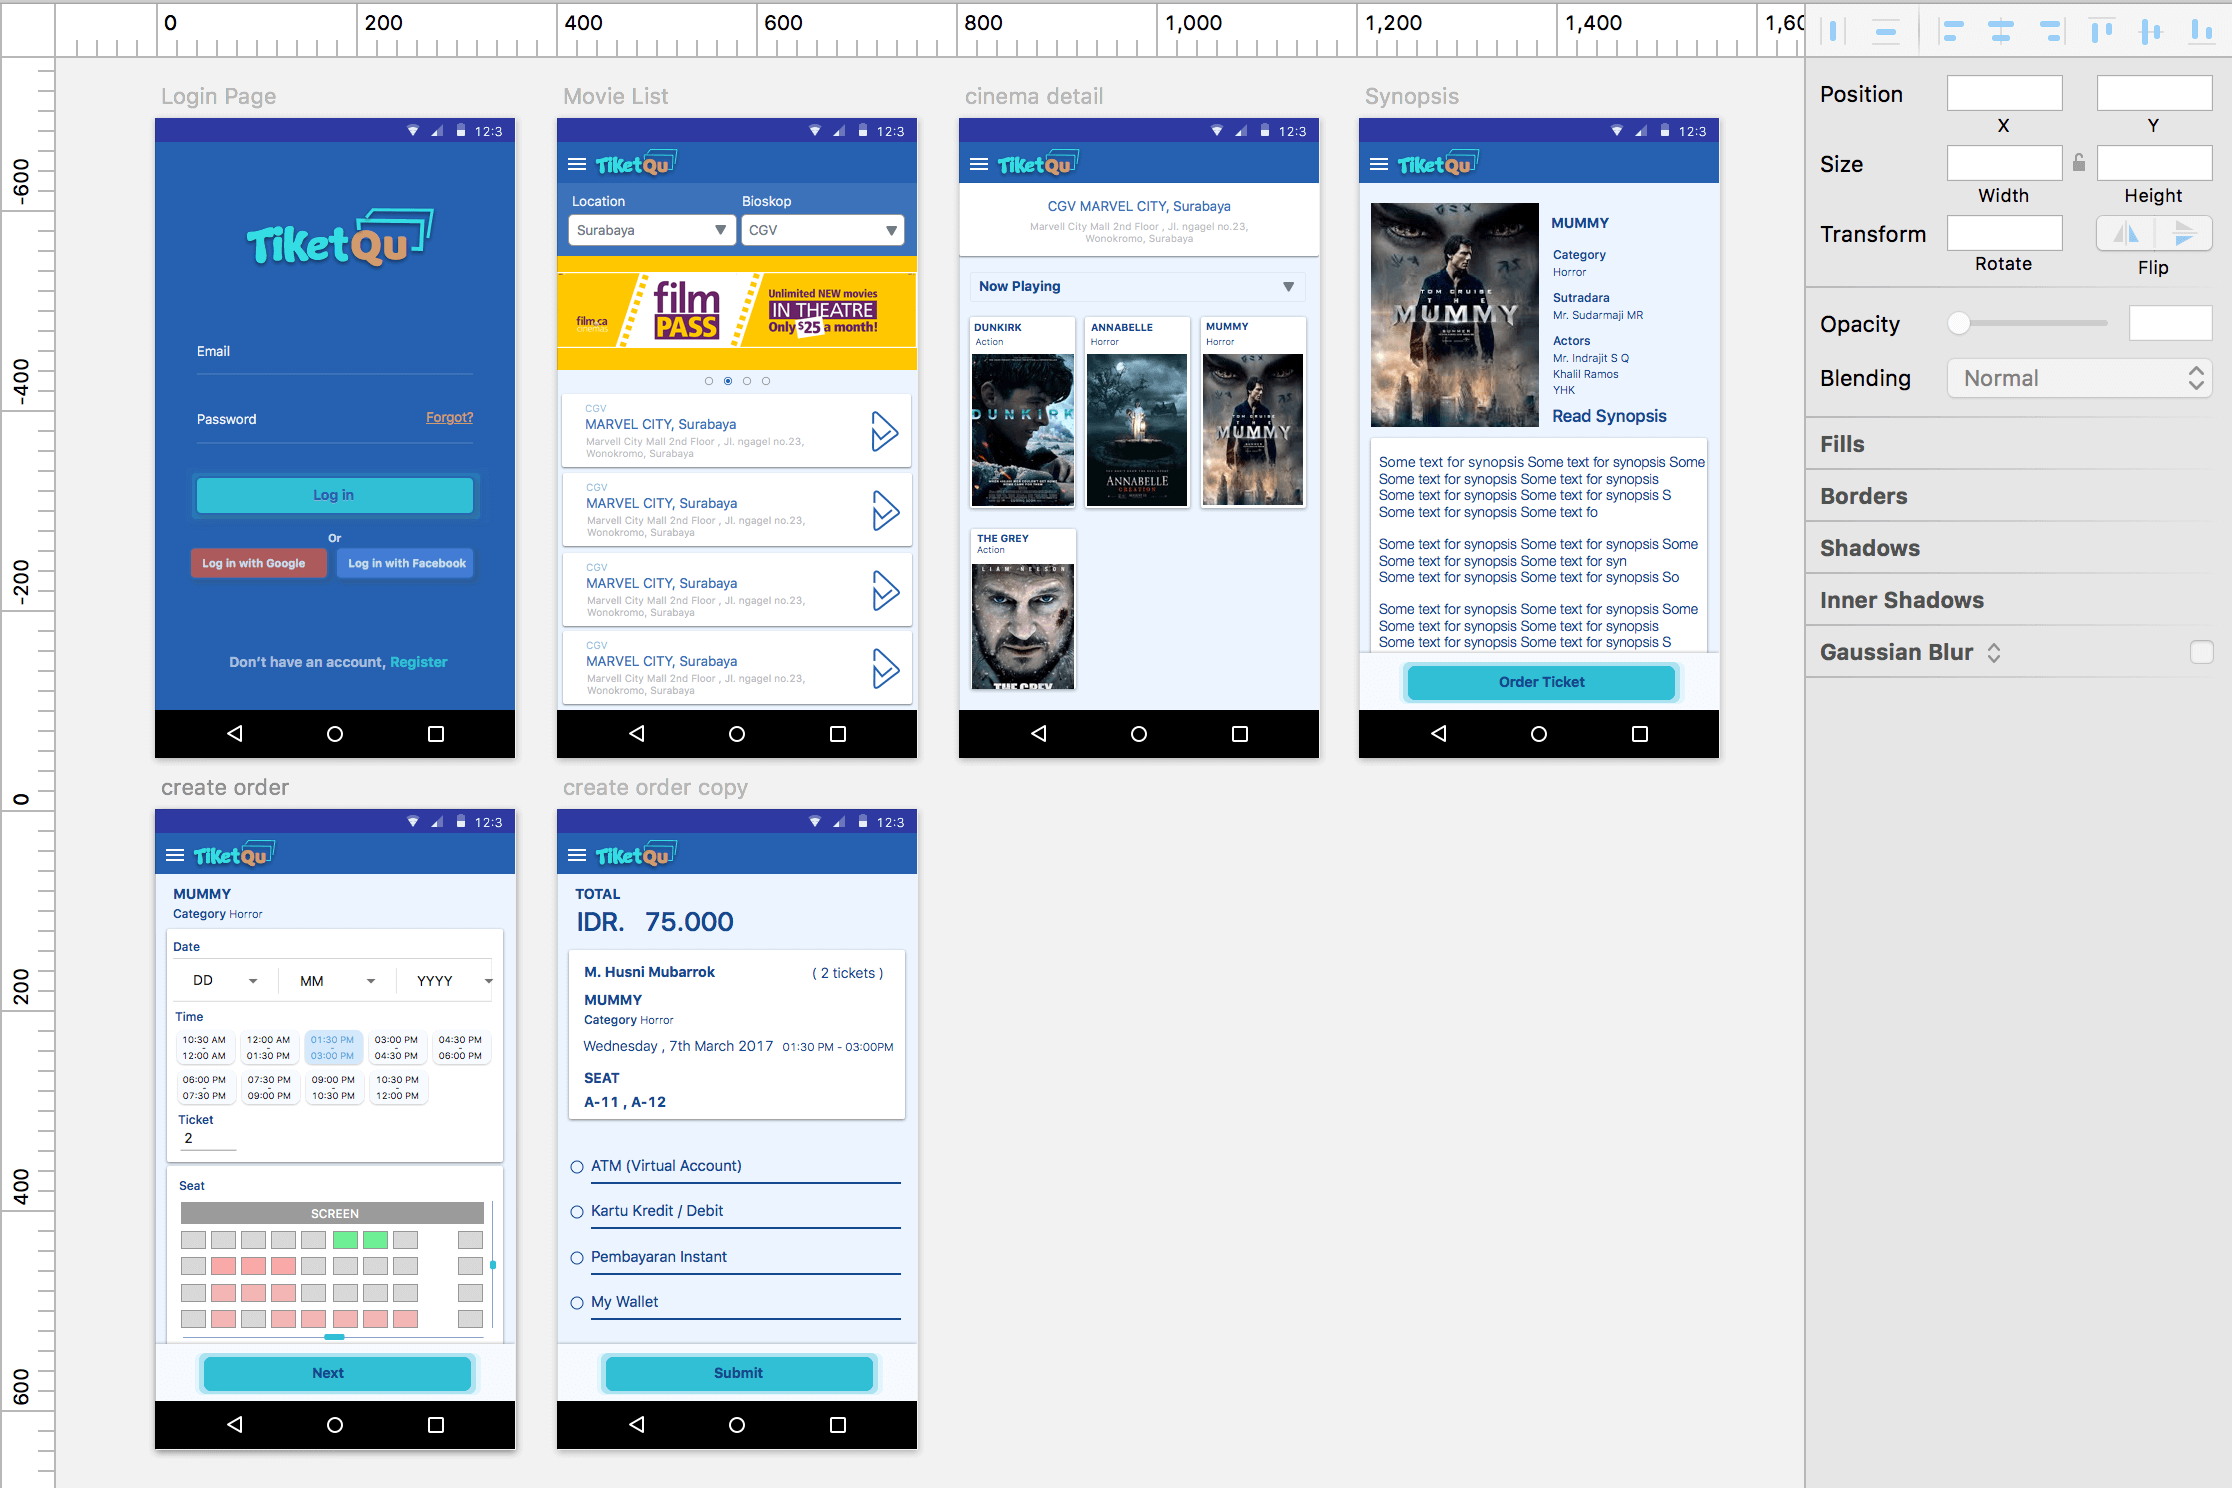 0 200 400 600 800 1,000 1,200 1,400 1,60
-600
-400
-200
0
200
400
600
Login Page
12:3
TiketQu
Email
Password
Forgot?
Log in
Or
Log in with Google
Log in with Facebook
Don't have an account, Register
Movie List
12:3
TiketQu
Location
Bioskop
Surabaya
CGV
film.ca
cinemas
film
PASS
Unlimited NEW movies
IN THEATRE
Only $25 a month!
CGV
MARVEL CITY, Surabaya
Marvell City Mall 2nd Floor , Jl. ngagel no.23,
Wonokromo, Surabaya
CGV
MARVEL CITY, Surabaya
Marvell City Mall 2nd Floor , Jl. ngagel no.23,
Wonokromo, Surabaya
CGV
MARVEL CITY, Surabaya
Marvell City Mall 2nd Floor , Jl. ngagel no.23,
Wonokromo, Surabaya
CGV
MARVEL CITY, Surabaya
Marvell City Mall 2nd Floor , Jl. ngagel no.23,
Wonokromo, Surabaya
cinema detail
12:3
TiketQu
CGV MARVEL CITY, Surabaya
Marvell City Mall 2nd Floor , Jl. ngagel no.23,
Wonokromo, Surabaya
Now Playing
DUNKIRK
Action
DUNKIRK
ANNABELLE
Horror
ANNABELLE
CREATION
MUMMY
Horror
TOM CRUISE
THE
MUMMY
THE GREY
Action
LIAM NEESON
THE GREY
Synopsis
12:3
TiketQu
TOM CRUISE
THE
MUMMY
SUMMER
MUMMY
Category
Horror
Sutradara
Mr. Sudarmaji MR
Actors
Mr. Indrajit S Q
Khalil Ramos
YHK
Read Synopsis
Some text for synopsis Some text for synopsis Some
Some text for synopsis Some text for synopsis
Some text for synopsis Some text for synopsis S
Some text for synopsis Some text fo
Some text for synopsis Some text for synopsis Some
Some text for synopsis Some text for syn
Some text for synopsis Some text for synopsis So
Some text for synopsis Some text for synopsis Some
Some text for synopsis Some text for synopsis
Some text for synopsis Some text for synopsis S
Order Ticket
create order
12:3
TiketQu
MUMMY
Category Horror
Date
DD MM YYYY
Time
10:30 AM - 12:00 AM
12:00 AM - 01:30 PM
01:30 PM - 03:00 PM
03:00 PM - 04:30 PM
04:30 PM - 06:00 PM
06:00 PM - 07:30 PM
07:30 PM - 09:00 PM
09:00 PM - 10:30 PM
10:30 PM - 12:00 PM
Ticket
2
Seat
SCREEN
Next
create order copy
12:3
TiketQu
TOTAL
IDR. 75.000
M. Husni Mubarrok ( 2 tickets )
MUMMY
Category Horror
Wednesday , 7th March 2017 01:30 PM - 03:00PM
SEAT
A-11 , A-12
ATM (Virtual Account)
Kartu Kredit / Debit
Pembayaran Instant
My Wallet
Submit
Position
X Y
Size
Width Height
Transform
Rotate Flip
Opacity
Blending Normal
Fills
Borders
Shadows
Inner Shadows
Gaussian Blur